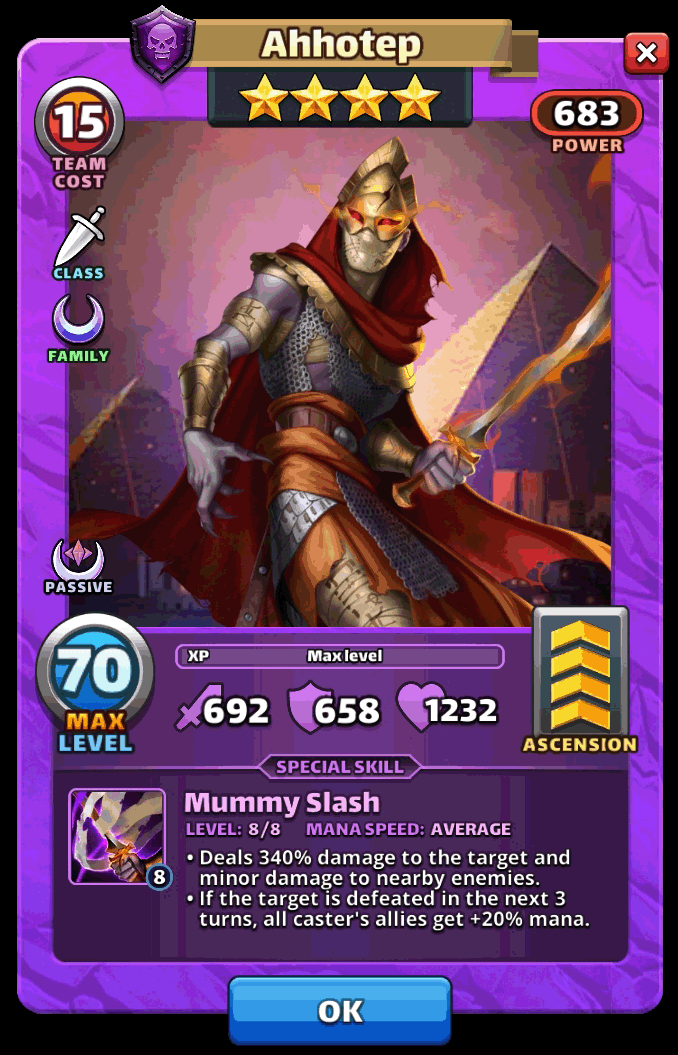 Ahhotep
15
TEAM
COST
683
POWER
CLASS
FAMILY
PASSIVE
70
MAX
LEVEL
XP Max level
692 658 1232
ASCENSION
SPECIAL SKILL
Mummy Slash
LEVEL: 8/8 MANA SPEED: AVERAGE
8
• Deals 340% damage to the target and
minor damage to nearby enemies.
• If the target is defeated in the next 3
turns, all caster's allies get +20% mana.
OK